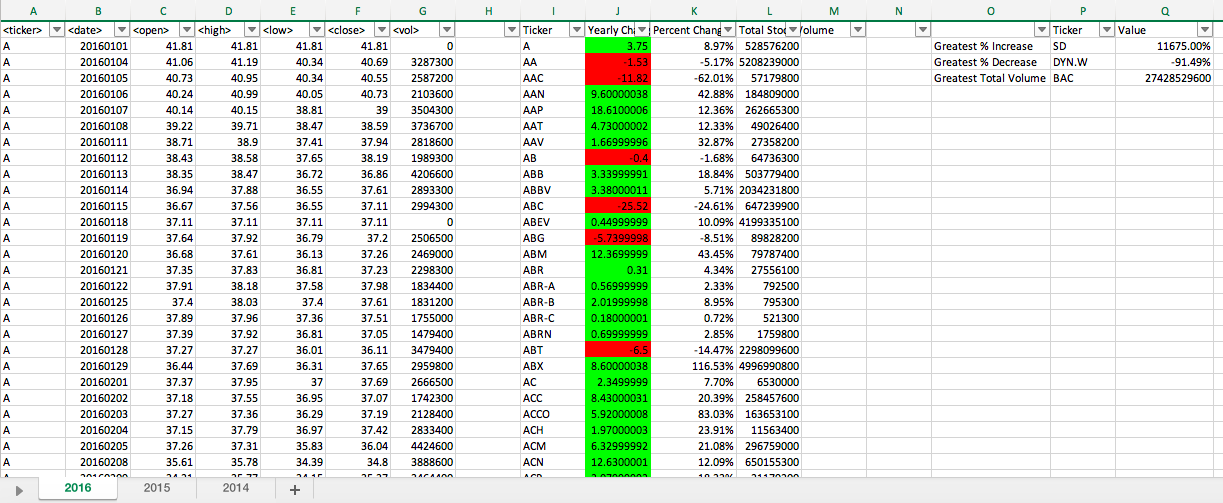 A B C D E F G H I J K L M N O P Q
<ticker> <date> <open> <high> <low> <close> <vol> Ticker Yearly Ch Percent Chang Total Stoc Volume Ticker Value
A 20160101 41.81 41.81 41.81 41.81 0 A 3.75 8.97% 528576200 Greatest % Increase SD 11675.00%
A 20160104 41.06 41.19 40.34 40.69 3287300 AA -1.53 -5.17% 5208239000 Greatest % Decrease DYN.W -91.49%
A 20160105 40.73 40.95 40.34 40.55 2587200 AAC -11.82 -62.01% 57179800 Greatest Total Volume BAC 27428529600
A 20160106 40.24 40.99 40.05 40.73 2103600 AAN 9.60000038 42.88% 184809000
A 20160107 40.14 40.15 38.81 39 3504300 AAP 18.6100006 12.36% 262665300
A 20160108 39.22 39.71 38.47 38.59 3736700 AAT 4.73000002 12.33% 49026400
A 20160111 38.71 38.9 37.41 37.94 2818600 AAV 1.66999996 32.87% 27358200
A 20160112 38.43 38.58 37.65 38.19 1989300 AB -0.4 -1.68% 64736300
A 20160113 38.35 38.47 36.72 36.86 4206600 ABB 3.33999991 18.84% 503779400
A 20160114 36.94 37.88 36.55 37.61 2893300 ABBV 3.38000011 5.71% 2034231800
A 20160115 36.67 37.56 36.55 37.11 2994300 ABC -25.52 -24.61% 647239900
A 20160118 37.11 37.11 37.11 37.11 0 ABEV 0.44999999 10.09% 4199335100
A 20160119 37.64 37.92 36.79 37.2 2506500 ABG -5.7399998 -8.51% 89828200
A 20160120 36.68 37.61 36.13 37.26 2469000 ABM 12.3699999 43.45% 79787400
A 20160121 37.35 37.83 36.81 37.23 2298300 ABR 0.31 4.34% 27556100
A 20160122 37.91 38.18 37.58 37.98 1834400 ABR-A 0.56999999 2.33% 792500
A 20160125 37.4 38.03 37.4 37.61 1831200 ABR-B 2.01999998 8.95% 795300
A 20160126 37.89 37.96 37.36 37.51 1755000 ABR-C 0.18000001 0.72% 521300
A 20160127 37.39 37.92 36.81 37.05 1479400 ABRN 0.69999999 2.85% 1759800
A 20160128 37.27 37.27 36.01 36.11 3479400 ABT -6.5 -14.47% 2298099600
A 20160129 36.44 37.69 36.31 37.65 2959800 ABX 8.60000038 116.53% 4996990800
A 20160201 37.37 37.95 37 37.69 2666500 AC 2.3499999 7.70% 6530000
A 20160202 37.18 37.55 36.95 37.07 1742300 ACC 8.43000031 20.39% 258457600
A 20160203 37.27 37.36 36.29 37.19 2128400 ACCO 5.92000008 83.03% 163653100
A 20160204 37.15 37.79 36.97 37.42 2833400 ACH 1.97000003 23.91% 11563400
A 20160205 37.26 37.31 35.83 36.04 4424600 ACM 6.32999992 21.08% 296759000
A 20160208 35.61 35.78 34.39 34.8 3888600 ACN 12.6300001 12.09% 650155300
2016 2015 2014